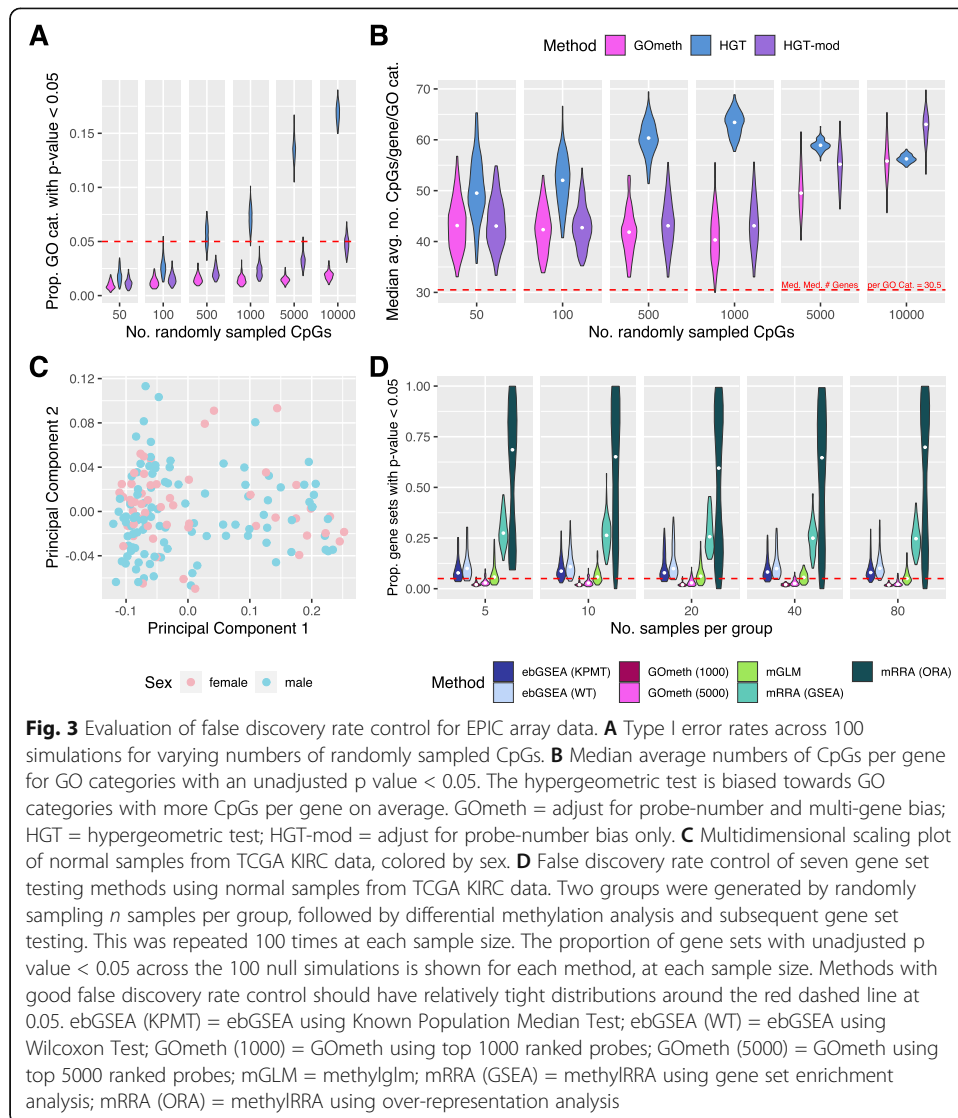 A
Prop. GO cat. with p-value < 0.05
0.15
0.10
0.05
0.00
50 100 500 1000 5000 10000
No. randomly sampled CpGs
B
Method GOmeth HGT HGT-mod
Median avg. no. CpGs/gene/GO cat.
70
60
50
40
30
Med. Med. # Genes per GO Cat. = 30.5
50 100 500 1000 5000 10000
No. randomly sampled CpGs
C
Principal Component 2
0.12
0.08
0.04
0.00
-0.04
-0.1 0.0 0.1 0.2
Principal Component 1
Sex female male
D
Prop. gene sets with p-value < 0.05
1.00
0.75
0.50
0.25
0.00
5 10 20 40 80
No. samples per group
Method
ebGSEA (KPMT) GOmeth (1000) mGLM mRRA (ORA)
ebGSEA (WT) GOmeth (5000) mRRA (GSEA)
Fig. 3 Evaluation of false discovery rate control for EPIC array data. A Type I error rates across 100
simulations for varying numbers of randomly sampled CpGs. B Median average numbers of CpGs per gene
for GO categories with an unadjusted p value < 0.05. The hypergeometric test is biased towards GO
categories with more CpGs per gene on average. GOmeth = adjust for probe-number and multi-gene bias;
HGT = hypergeometric test; HGT-mod = adjust for probe-number bias only. C Multidimensional scaling plot
of normal samples from TCGA KIRC data, colored by sex. D False discovery rate control of seven gene set
testing methods using normal samples from TCGA KIRC data. Two groups were generated by randomly
sampling n samples per group, followed by differential methylation analysis and subsequent gene set
testing. This was repeated 100 times at each sample size. The proportion of gene sets with unadjusted p
value < 0.05 across the 100 null simulations is shown for each method, at each sample size. Methods with
good false discovery rate control should have relatively tight distributions around the red dashed line at
0.05. ebGSEA (KPMT) = ebGSEA using Known Population Median Test; ebGSEA (WT) = ebGSEA using
Wilcoxon Test; GOmeth (1000) = GOmeth using top 1000 ranked probes; GOmeth (5000) = GOmeth using
top 5000 ranked probes; mGLM = methylglm; mRRA (GSEA) = methylRRA using gene set enrichment
analysis; mRRA (ORA) = methylRRA using over-representation analysis